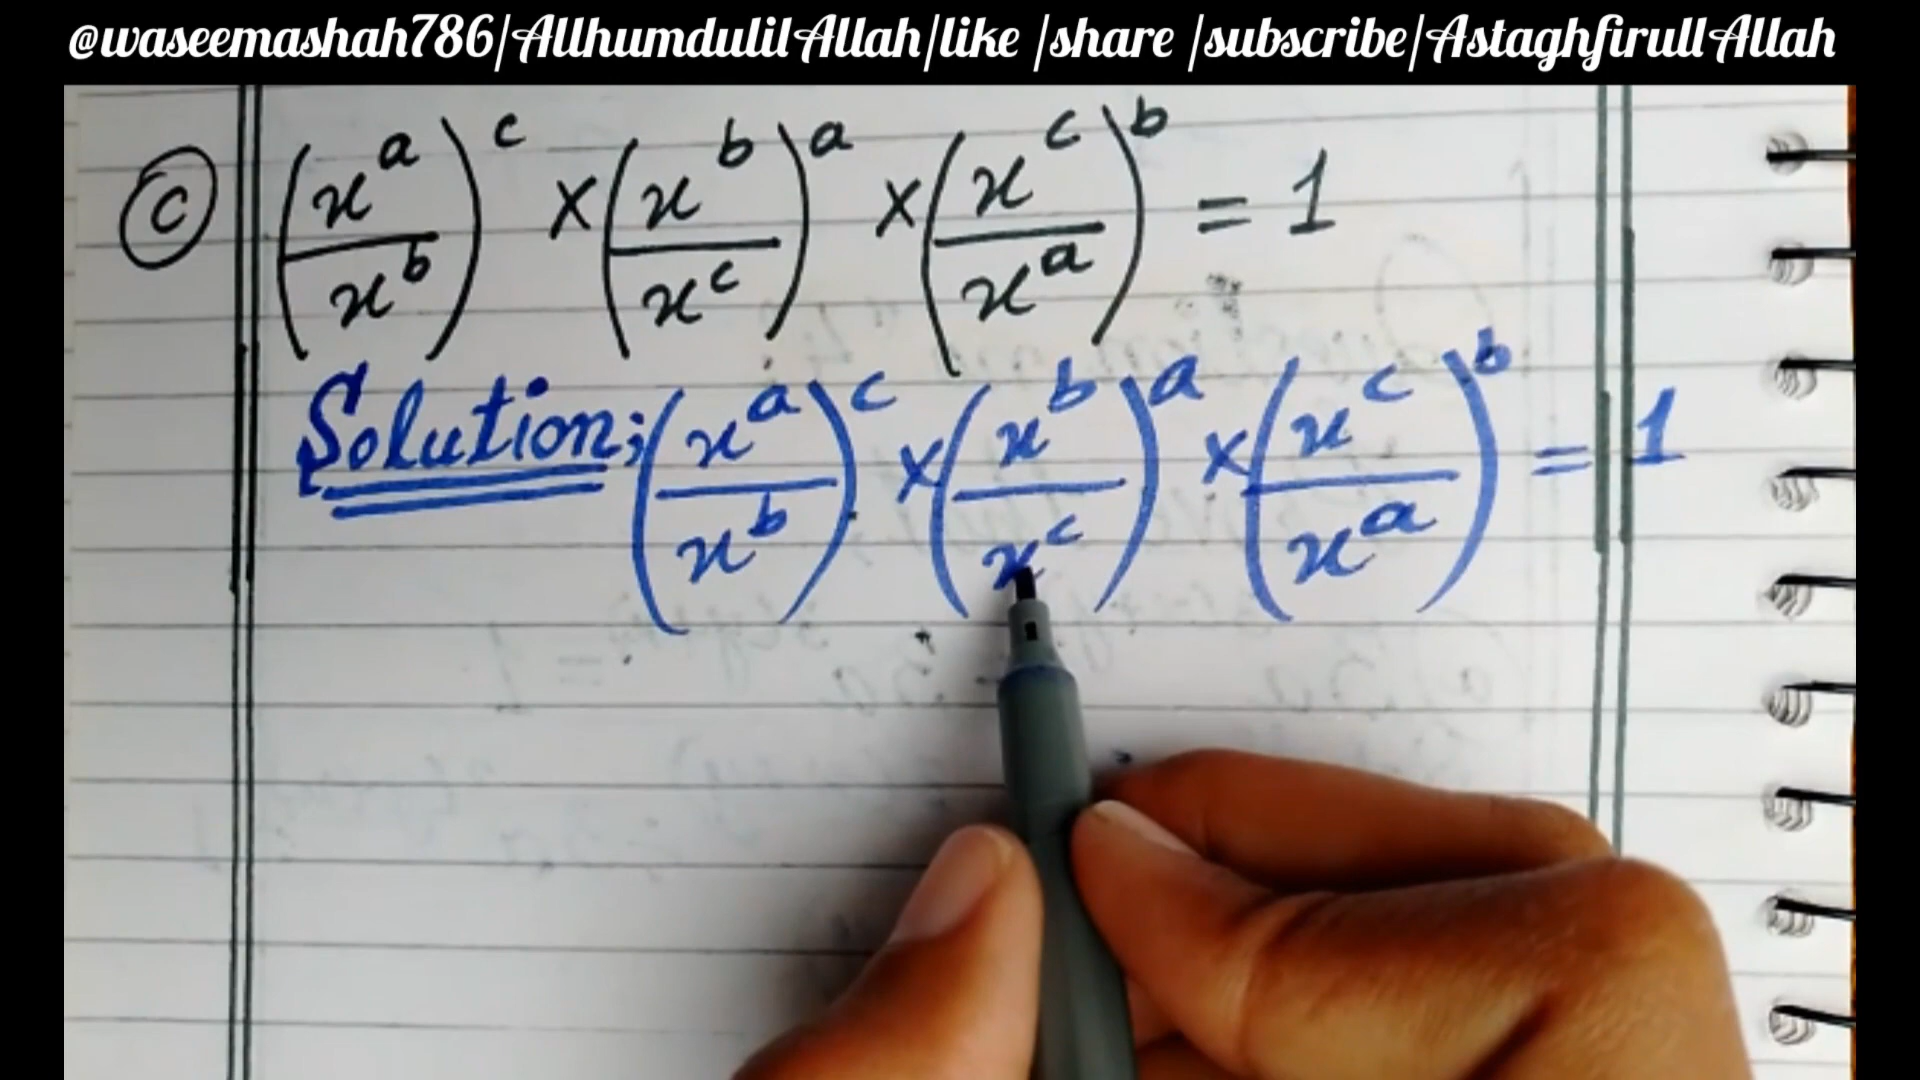 @waseemashah786/AllhumdulilAllah/like /share /subscribe/AstaghfirullAllah
(c) (x^a/x^b)^c × (x^b/x^c)^a × (x^c/x^a)^b = 1
Solution; (x^a/x^b)^c × (x^b/x^c)^a × (x^c/x^a)^b = 1